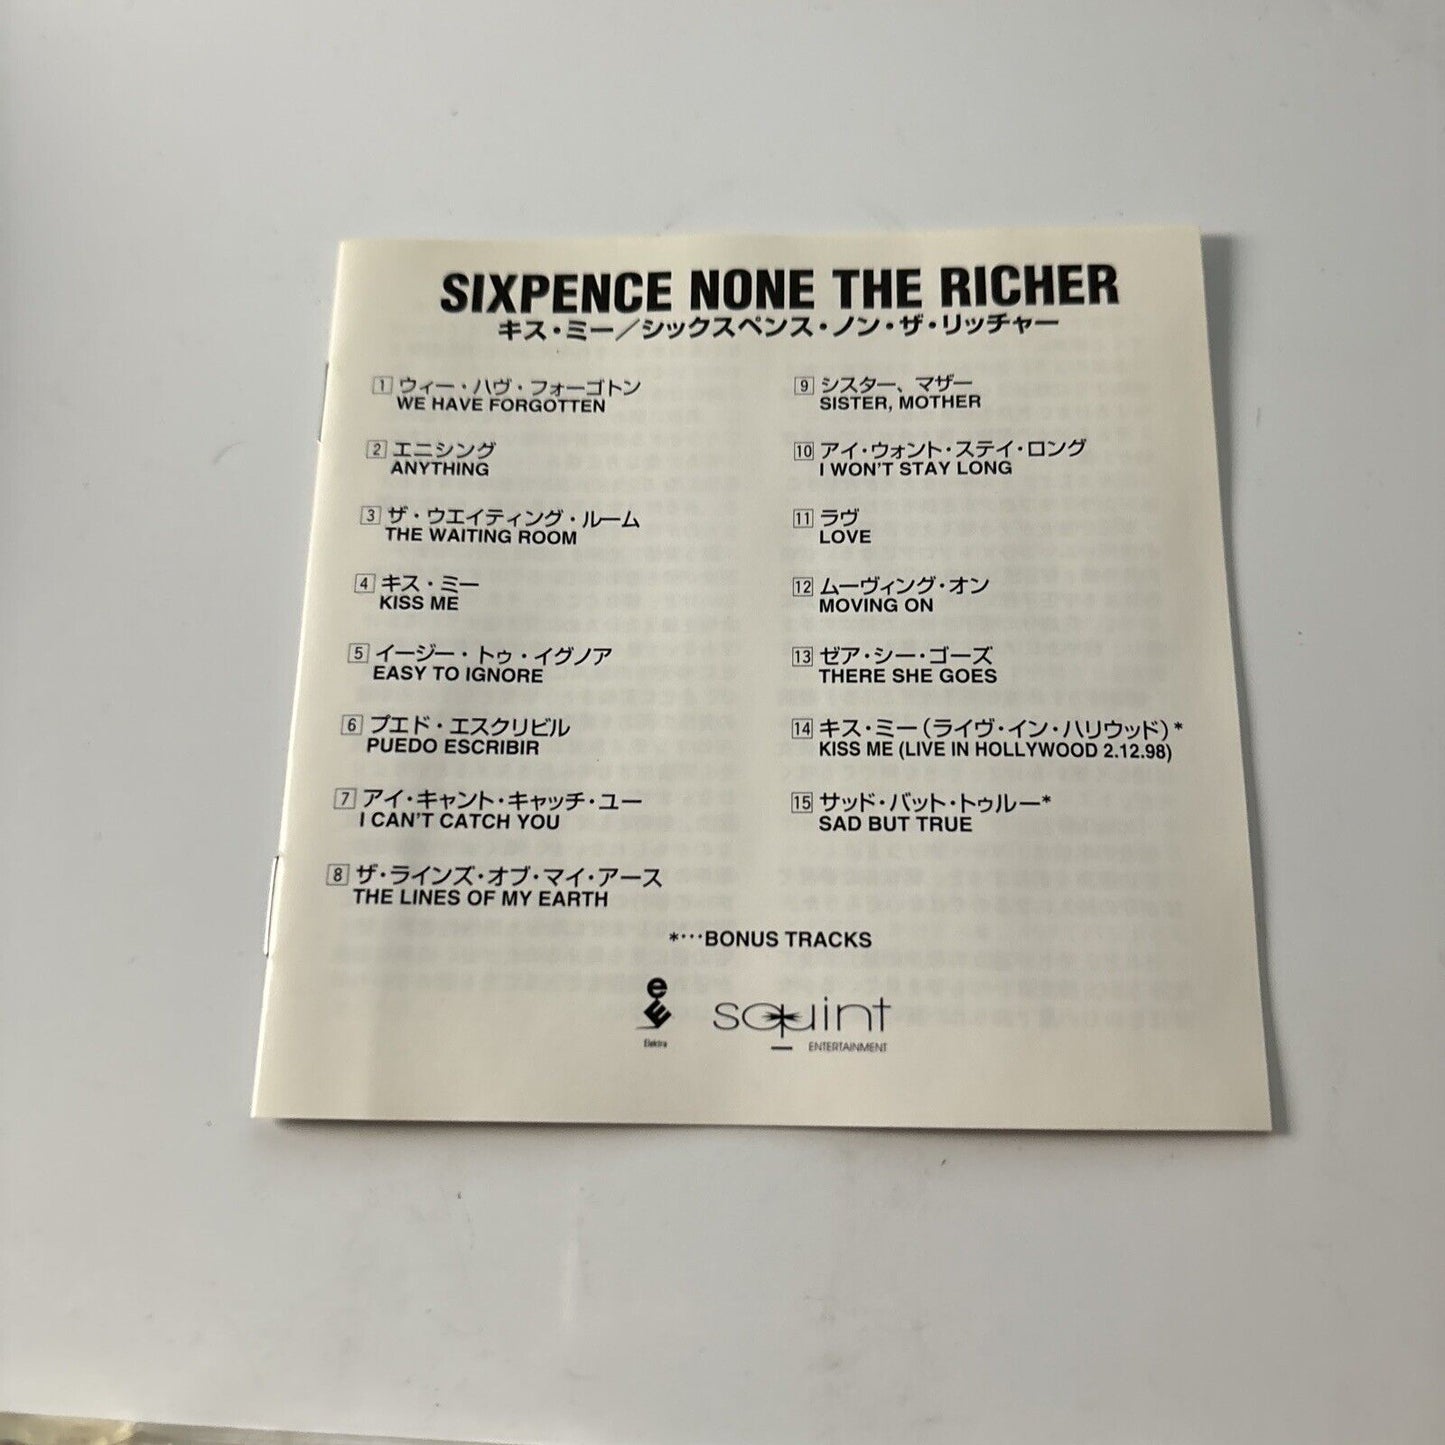 SIXPENCE NONE THE RICHER
キス・ミー／シックスペンス・ノン・ザ・リッチャー
1 ウィー・ハヴ・フォーゴトン
WE HAVE FORGOTTEN
2 エニシング
ANYTHING
3 ザ・ウエイティング・ルーム
THE WAITING ROOM
4 キス・ミー
KISS ME
5 イージー・トゥ・イグノア
EASY TO IGNORE
6 プエド・エスクリビル
PUEDO ESCRIBIR
7 アイ・キャント・キャッチ・ユー
I CAN'T CATCH YOU
8 ザ・ラインズ・オブ・マイ・アース
THE LINES OF MY EARTH
9 シスター、マザー
SISTER, MOTHER
10 アイ・ウォント・ステイ・ロング
I WON'T STAY LONG
11 ラヴ
LOVE
12 ムーヴィング・オン
MOVING ON
13 ゼア・シー・ゴーズ
THERE SHE GOES
14 キス・ミー（ライヴ・イン・ハリウッド）*
KISS ME (LIVE IN HOLLYWOOD 2.12.98)
15 サッド・バット・トゥルー*
SAD BUT TRUE
*…BONUS TRACKS
e
Elektra
squint
ENTERTAINMENT